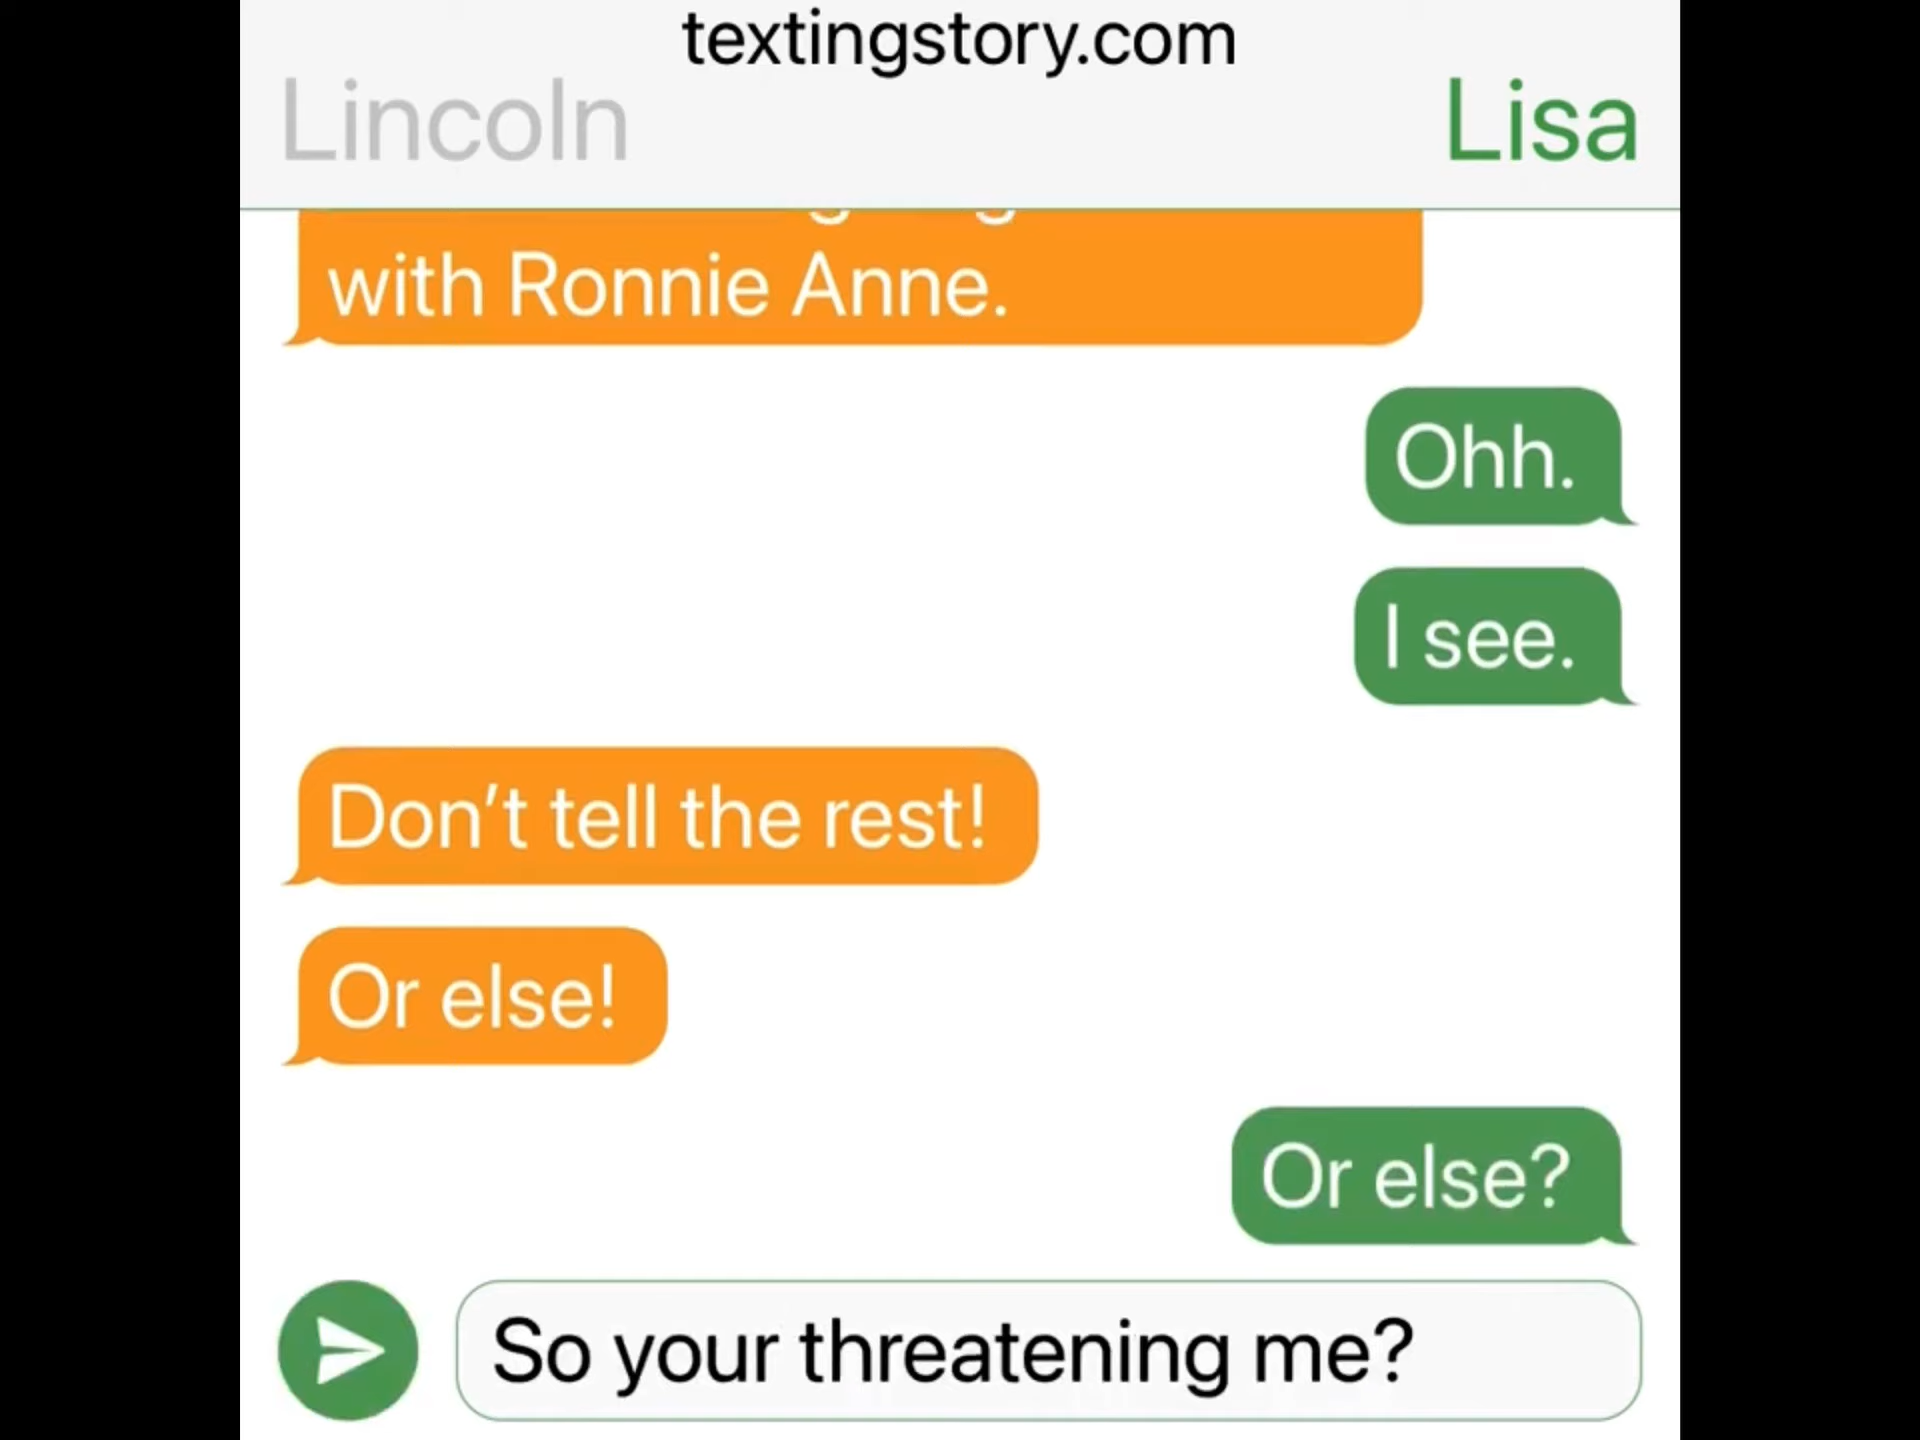 textingstory.com
Lincoln
Lisa
with Ronnie Anne.
Ohh.
I see.
Don't tell the rest!
Or else!
Or else?
So your threatening me?